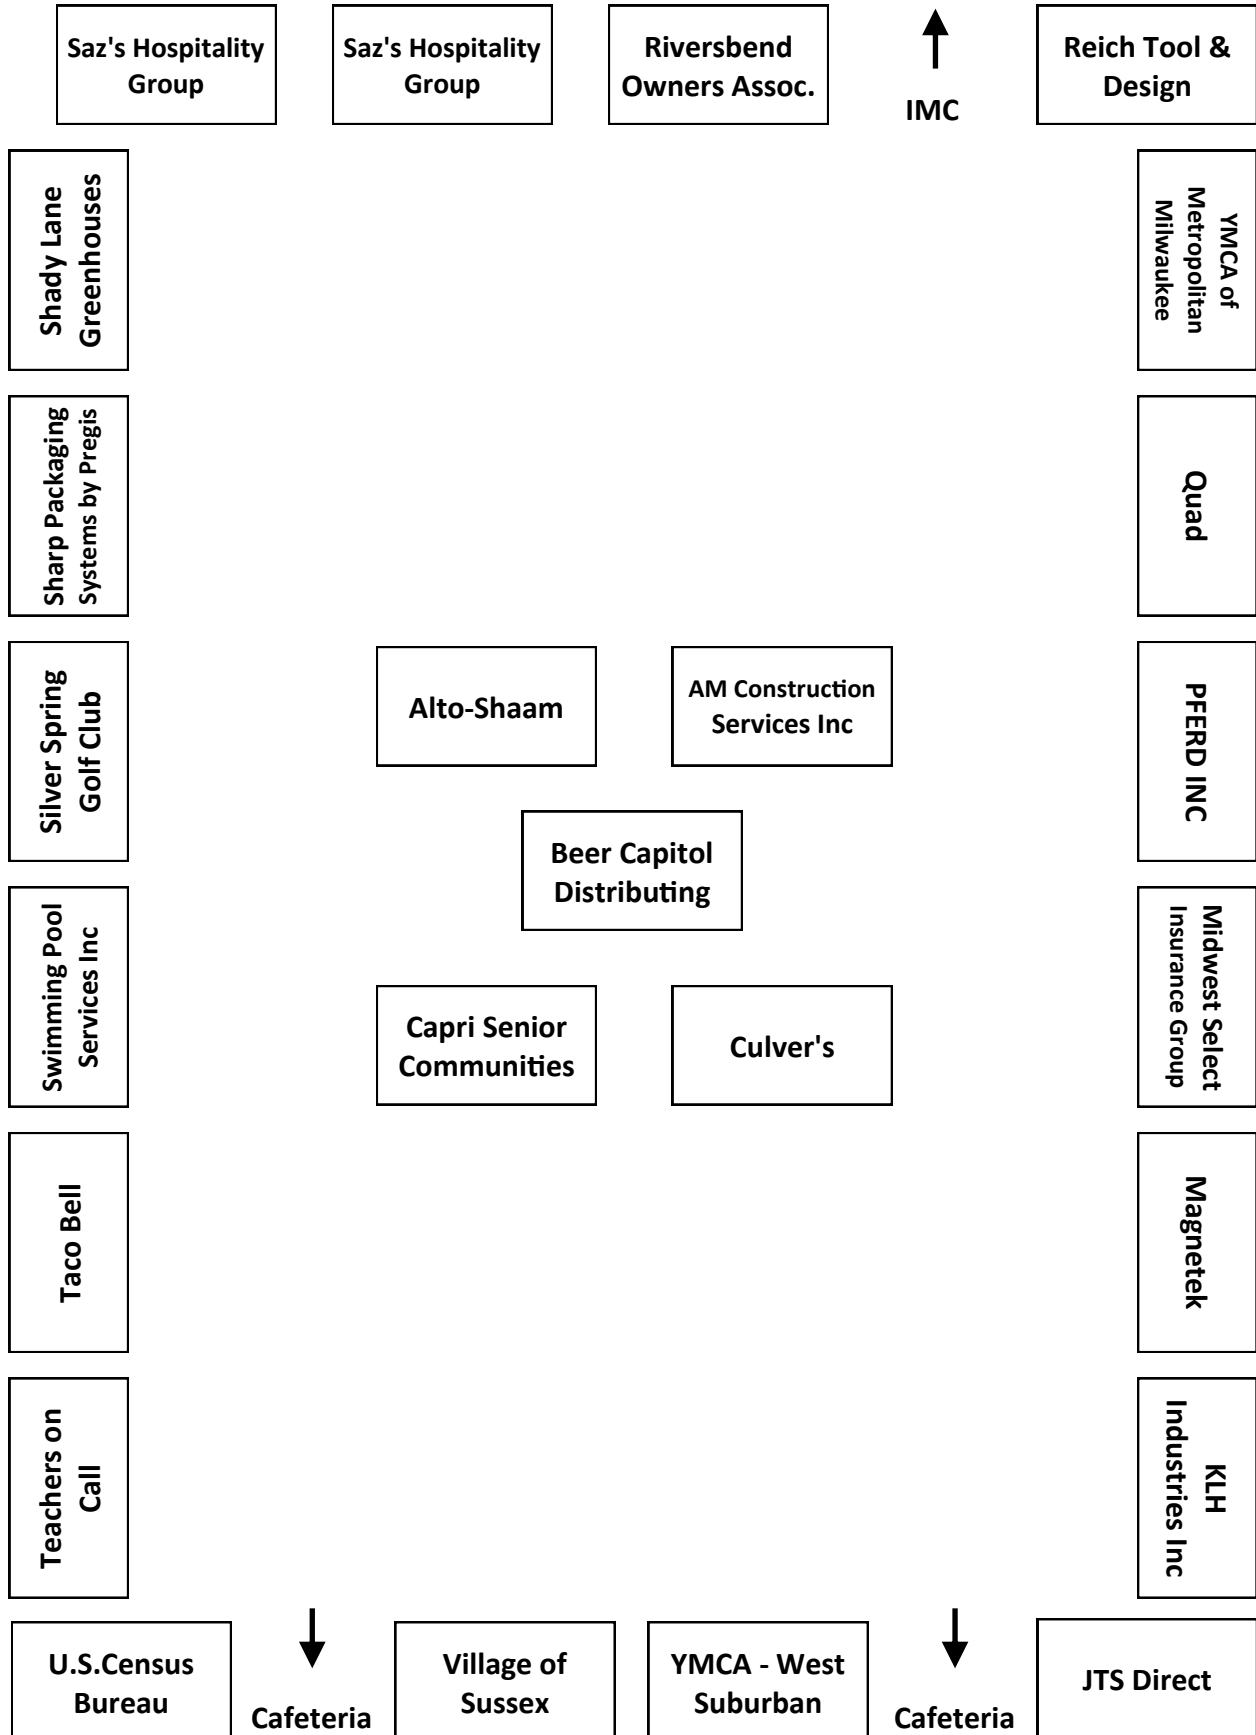 Saz's Hospitality
Group
Saz's Hospitality
Group
Riversbend
Owners Assoc.
IMC
Reich Tool &
Design
Shady Lane
Greenhouses
YMCA of
Metropolitan
Milwaukee
Sharp Packaging
Systems by Pregis
Quad
Silver Spring
Golf Club
Alto-Shaam
AM Construction
Services Inc
PFERD INC
Beer Capitol
Distributing
Swimming Pool
Services Inc
Capri Senior
Communities
Culver's
Midwest Select
Insurance Group
Taco Bell
Magnetek
Teachers on
Call
KLH
Industries Inc
U.S.Census
Bureau
Cafeteria
Village of
Sussex
YMCA - West
Suburban
Cafeteria
JTS Direct